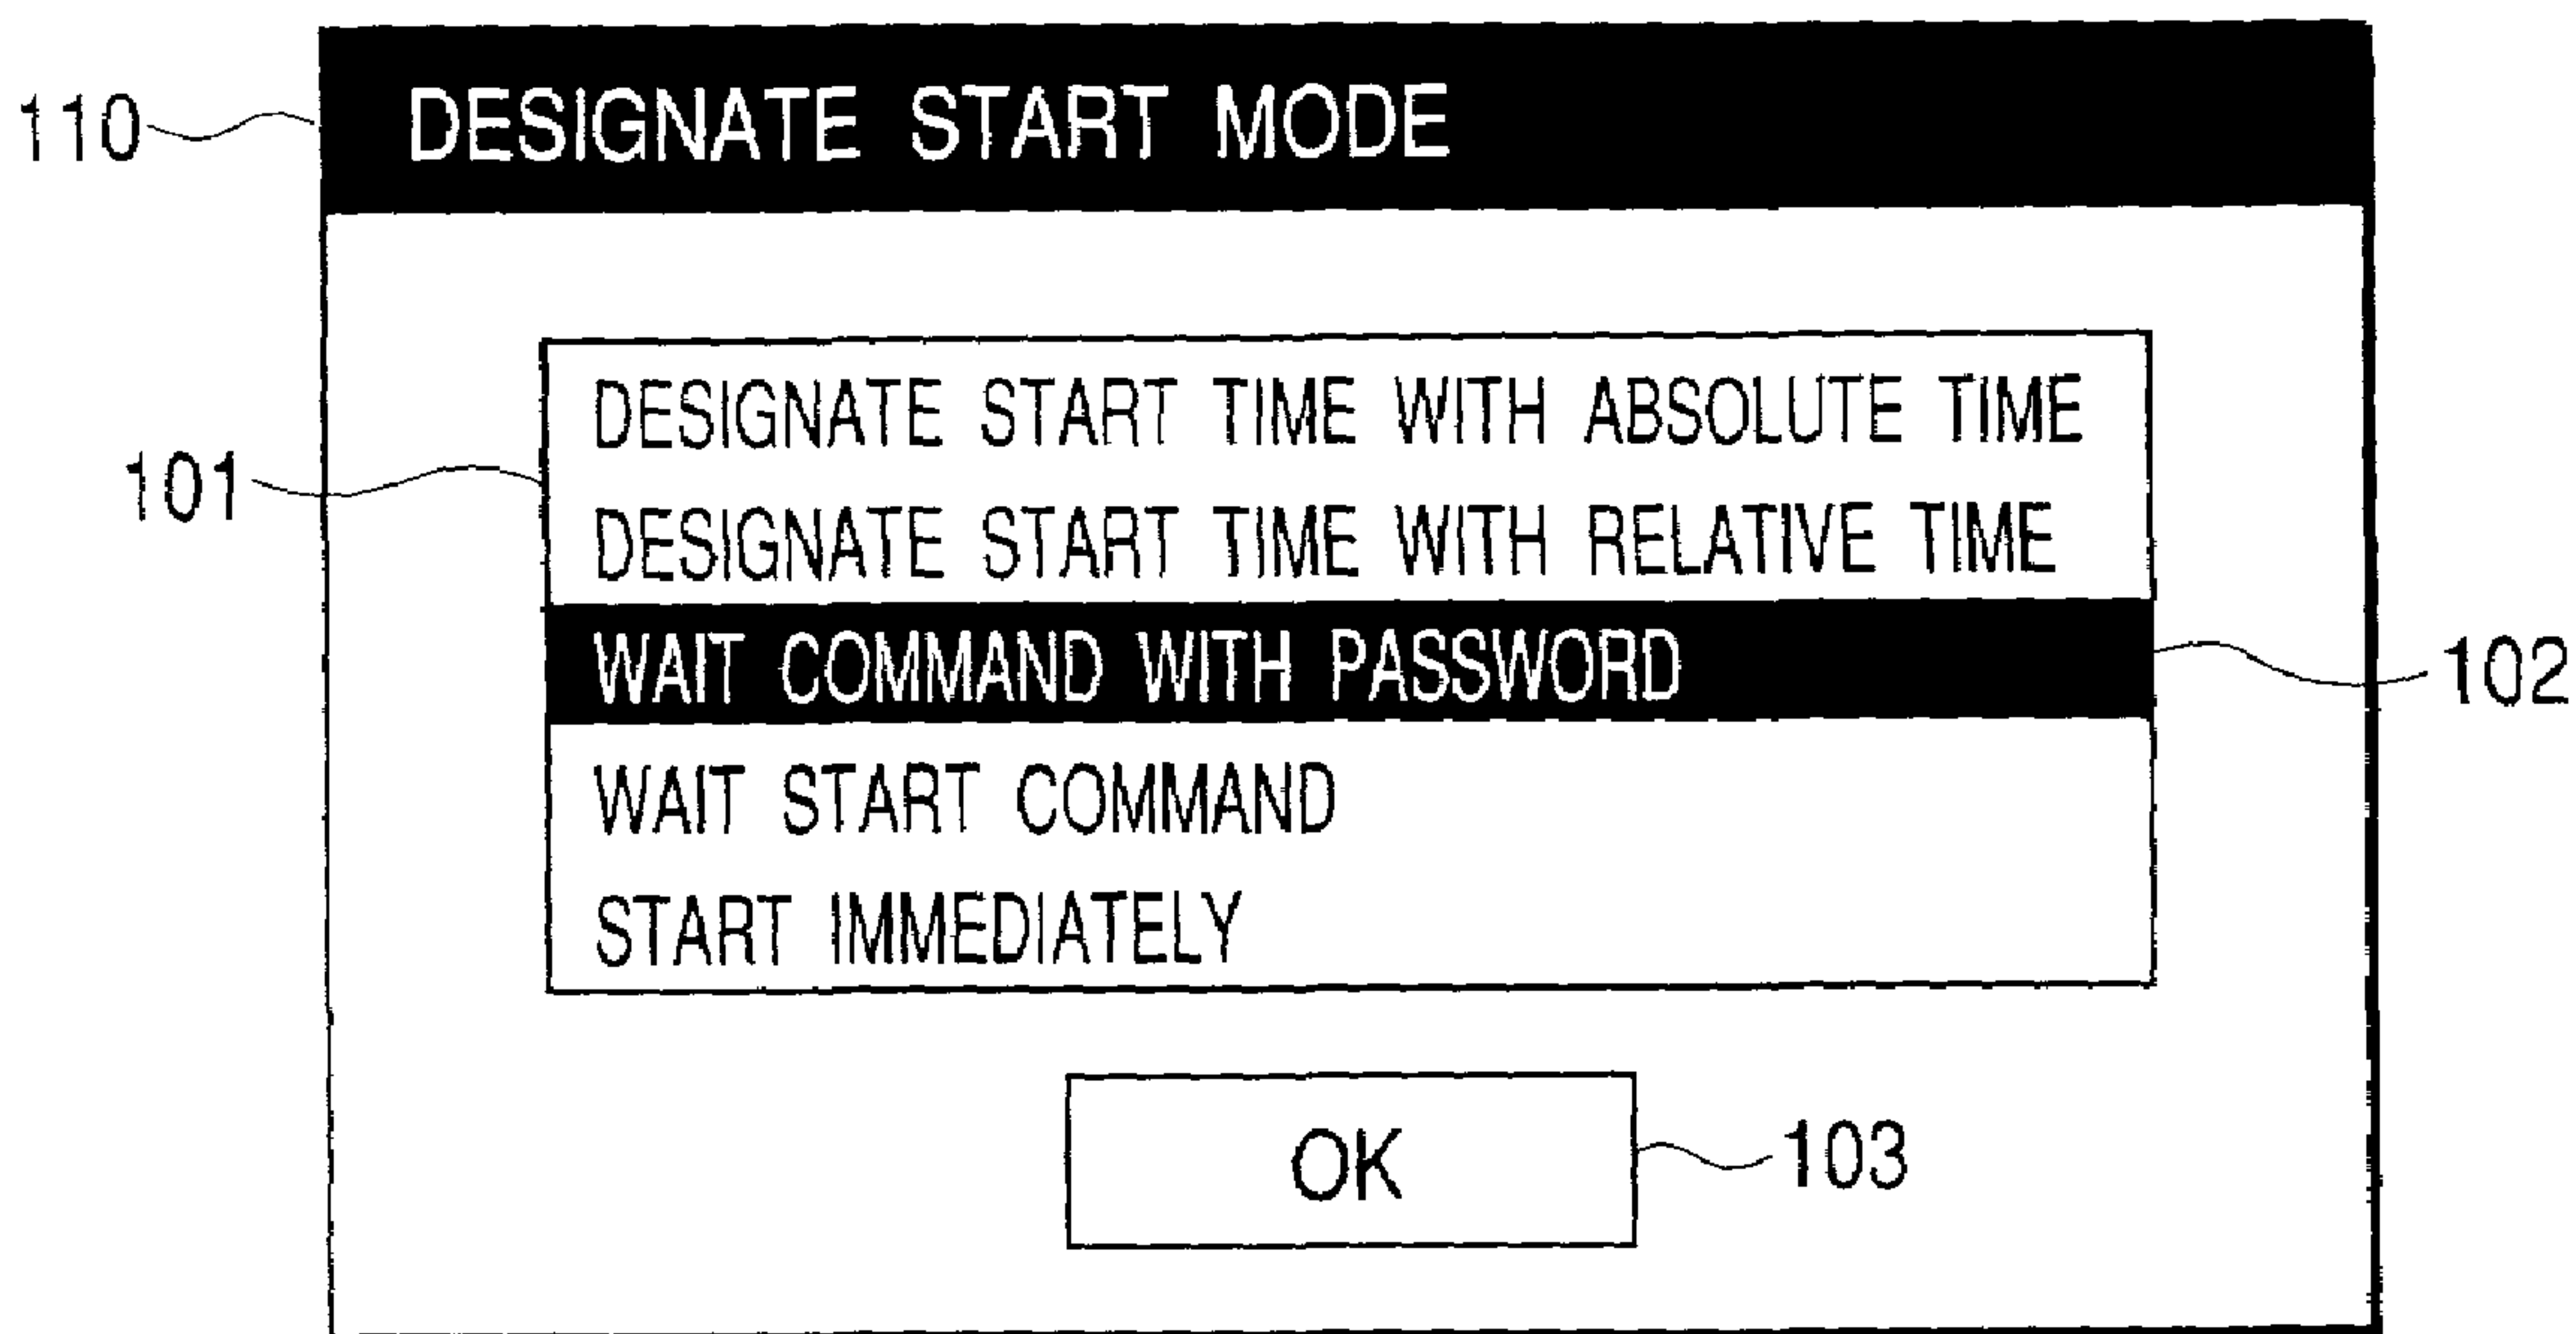 110
DESIGNATE START MODE
101
DESIGNATE START TIME WITH ABSOLUTE TIME
DESIGNATE START TIME WITH RELATIVE TIME
WAIT COMMAND WITH PASSWORD
102
WAIT START COMMAND
START IMMEDIATELY
OK
103